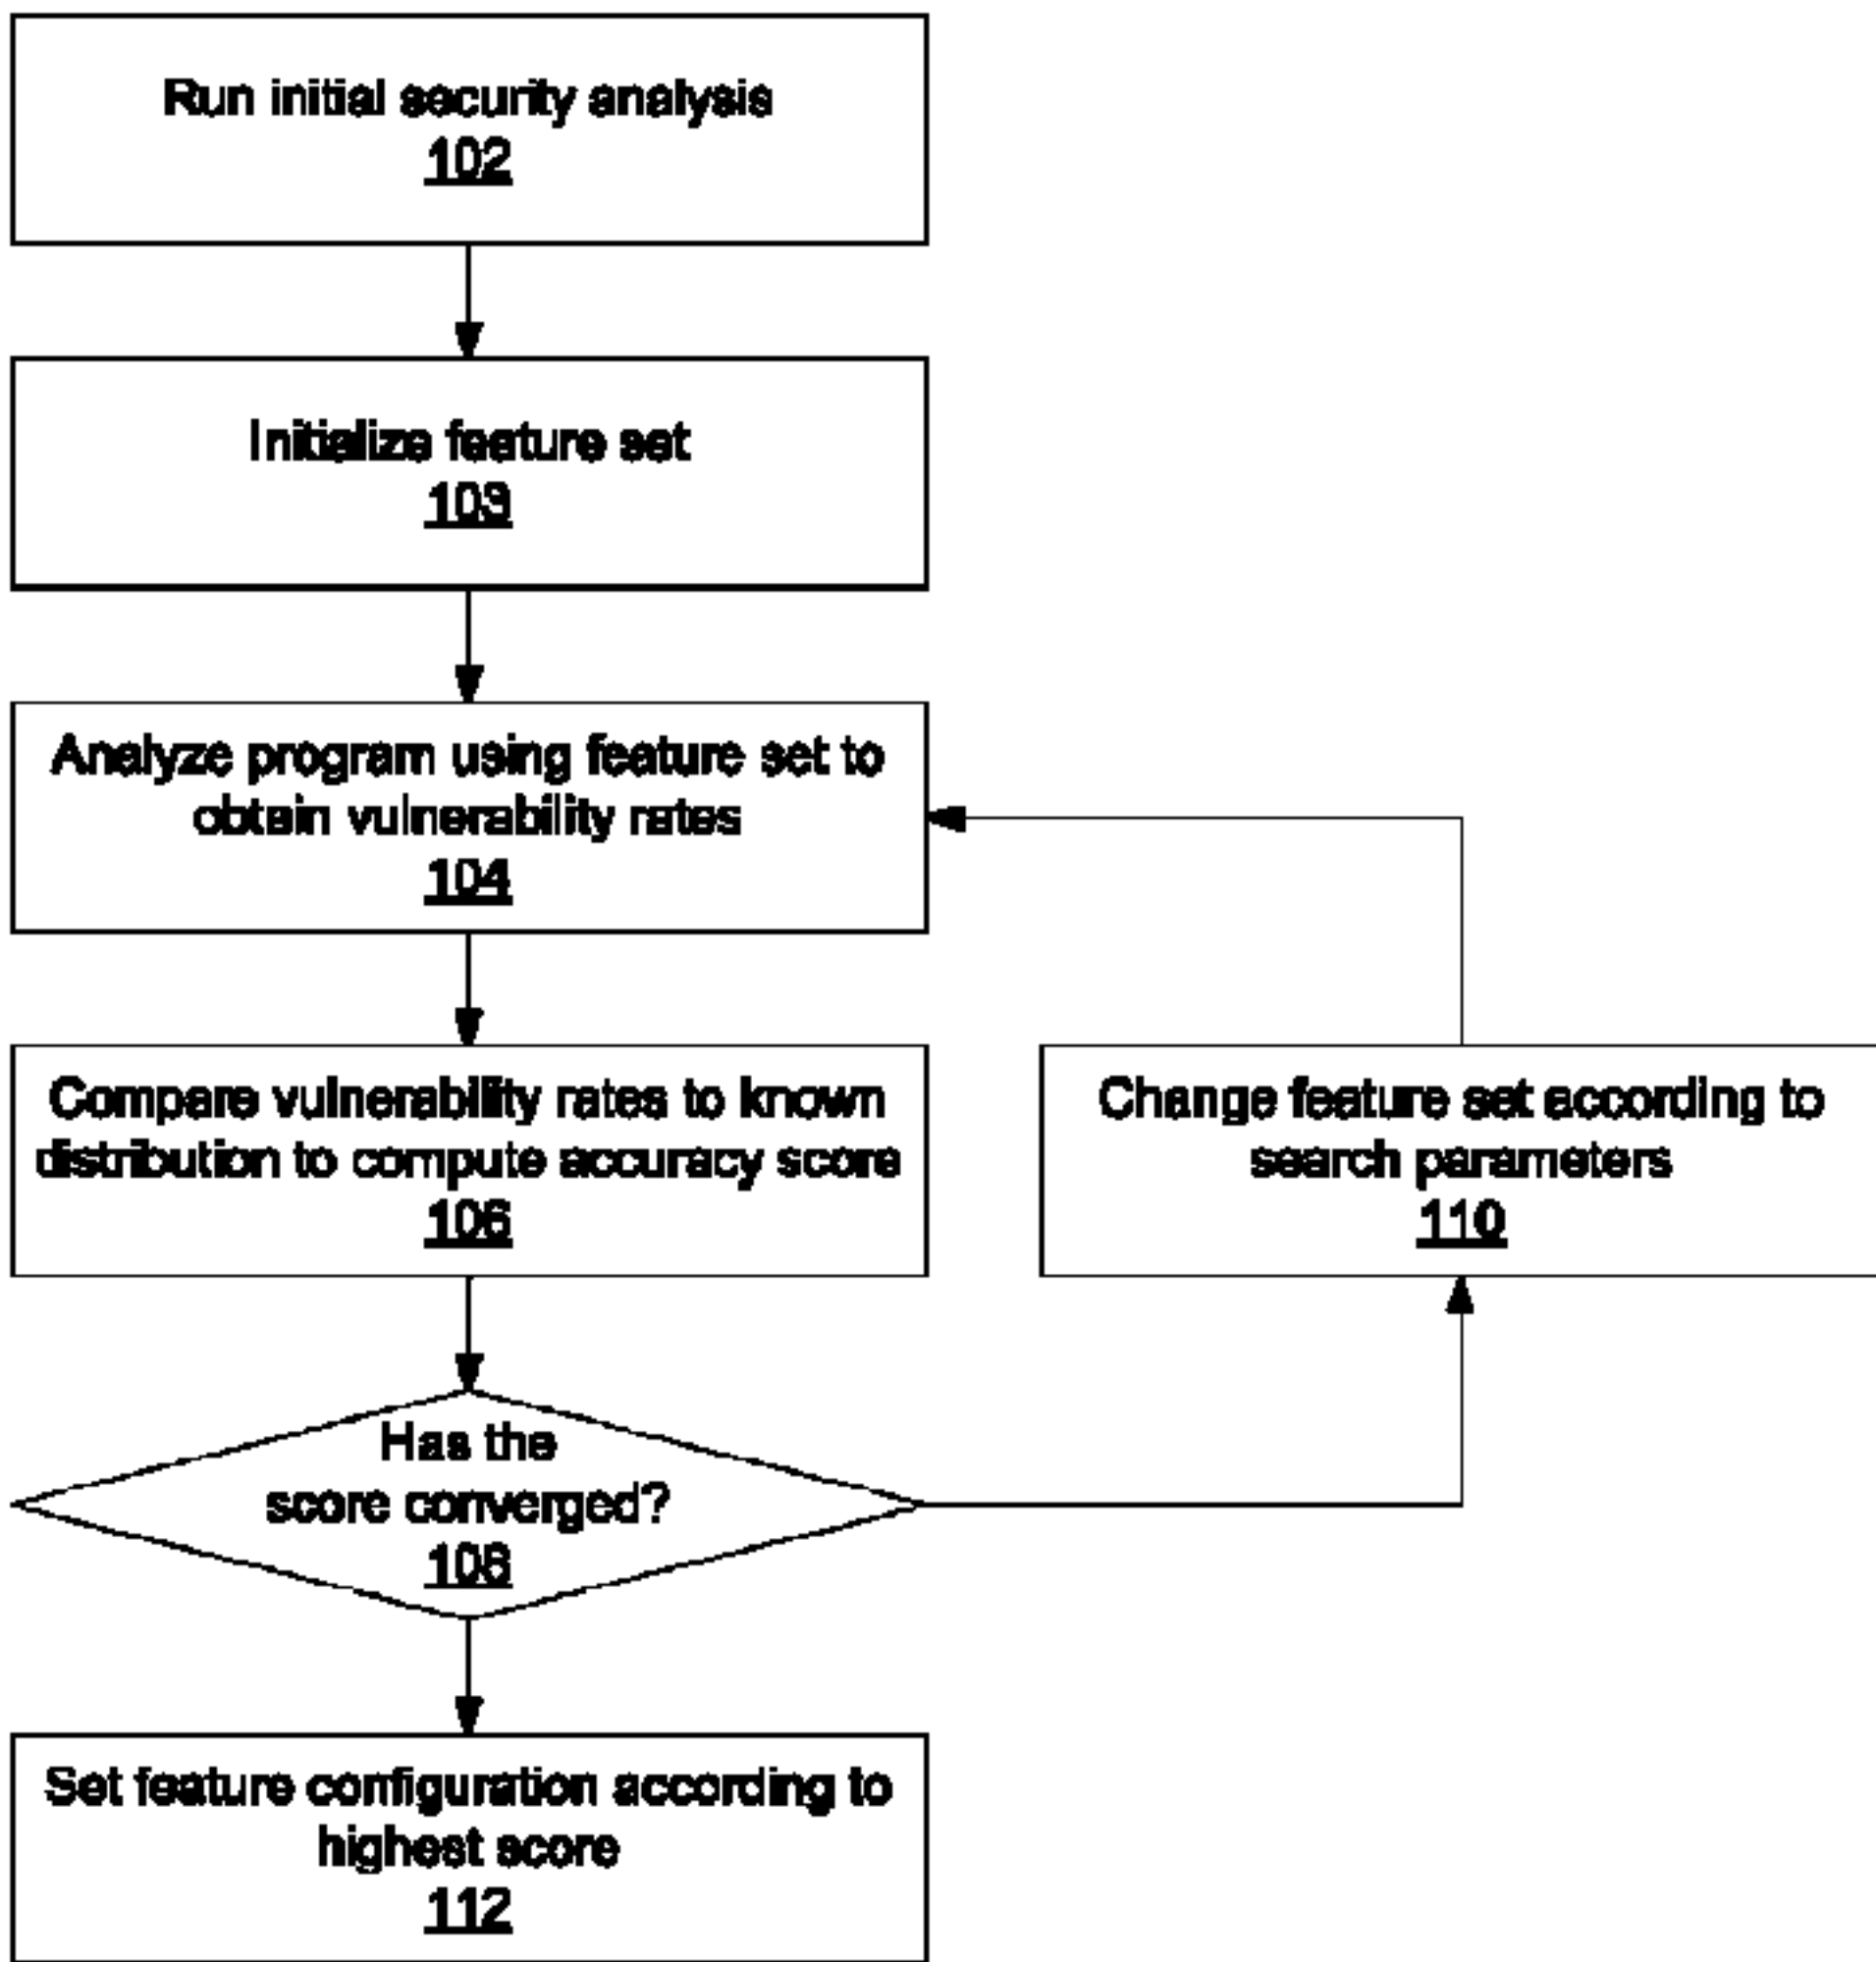 Run initial security analysis
102
Initialize feature set
103
Analyze program using feature set to
obtain vulnerability rates
104
Compare vulnerability rates to known
distribution to compute accuracy score
106
Change feature set according to
search parameters
110
Has the
score converged?
108
Set feature configuration according to
highest score
112